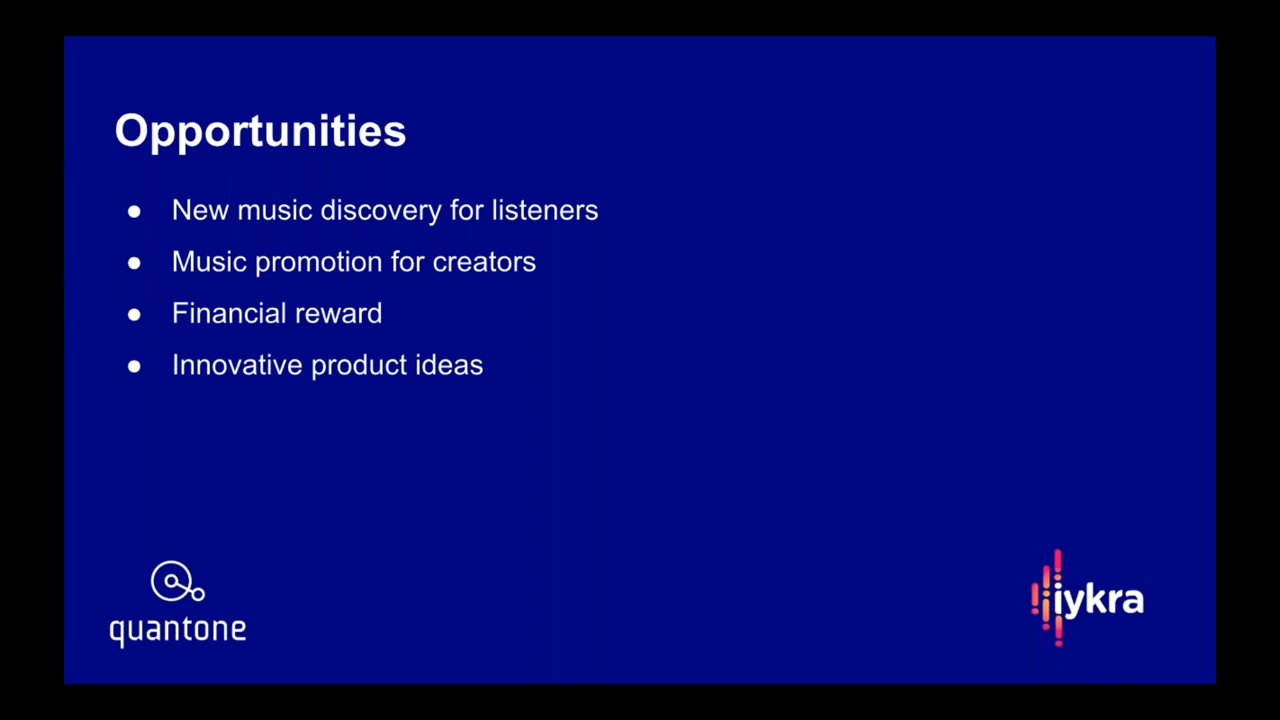 Opportunities
● New music discovery for listeners
● Music promotion for creators
● Financial reward
● Innovative product ideas
quantone
iykra